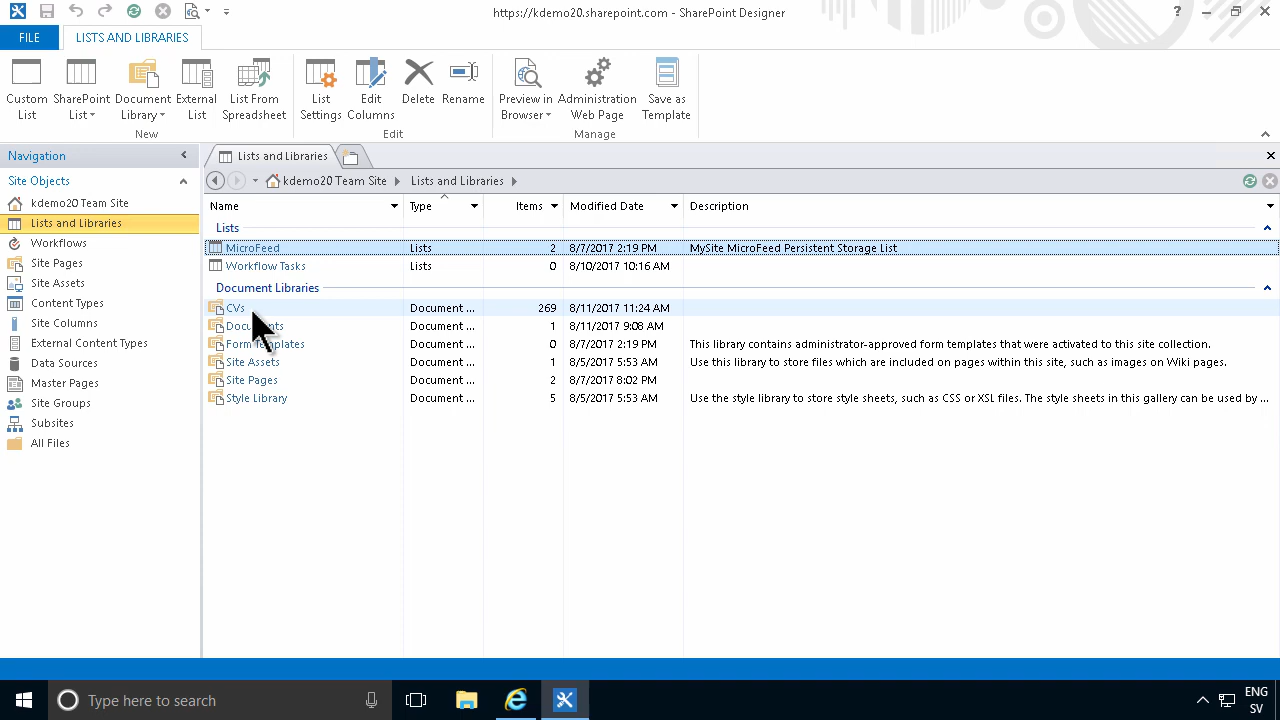 https://kdemo20.sharepoint.com - SharePoint Designer
?
FILE
LISTS AND LIBRARIES
Custom List
SharePoint List
Document Library
External List
List From Spreadsheet
New
List Settings
Edit Columns
Delete
Rename
Edit
Preview in Browser
Administration Web Page
Save as Template
Manage
Navigation
Site Objects
kdemo20 Team Site
Lists and Libraries
Workflows
Site Pages
Site Assets
Content Types
Site Columns
External Content Types
Data Sources
Master Pages
Site Groups
Subsites
All Files
Lists and Libraries
kdemo20 Team Site
Lists and Libraries
Name Type Items Modified Date Description
Lists
MicroFeed Lists 2 8/7/2017 2:19 PM MySite MicroFeed Persistent Storage List
Workflow Tasks Lists 0 8/10/2017 10:16 AM
Document Libraries
CVs Document ... 269 8/11/2017 11:24 AM
Documents Document ... 1 8/11/2017 9:08 AM
Form Templates Document ... 0 8/7/2017 2:19 PM This library contains administrator-approved form templates that were activated to this site collection.
Site Assets Document ... 1 8/5/2017 5:53 AM Use this library to store files which are included on pages within this site, such as images on Wiki pages.
Site Pages Document ... 2 8/7/2017 8:02 PM
Style Library Document ... 5 8/5/2017 5:53 AM Use the style library to store style sheets, such as CSS or XSL files. The style sheets in this gallery can be used by ...
Type here to search
ENG
SV